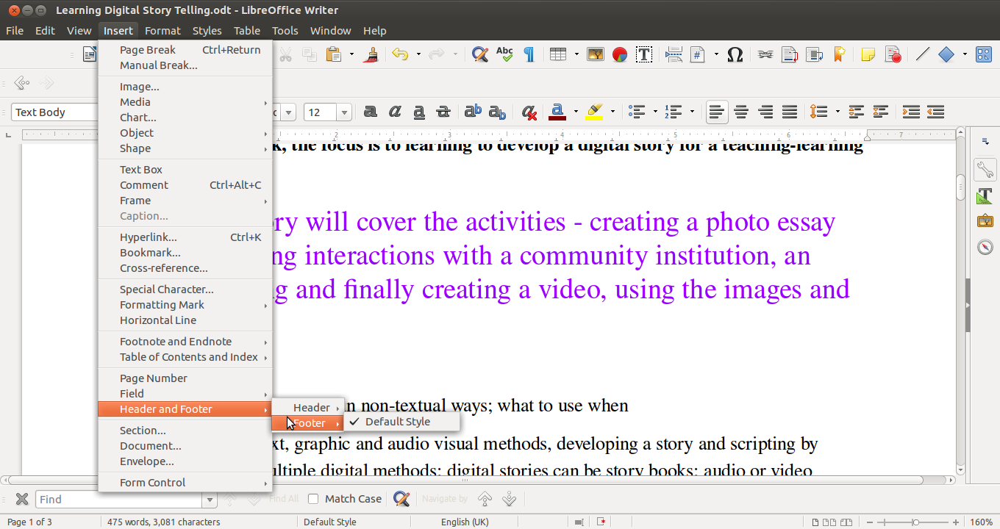 Learning Digital Story Telling.odt - LibreOffice Writer
File Edit View Insert Format Styles Table Tools Window Help
Page Break Ctrl+Return
Manual Break...
Image...
Media
Chart...
Object
Shape
Text Box
Comment Ctrl+Alt+C
Frame
Caption...
Hyperlink... Ctrl+K
Bookmark...
Cross-reference...
Special Character...
Formatting Mark
Horizontal Line
Footnote and Endnote
Table of Contents and Index
Page Number
Field
Header and Footer
Section...
Document...
Envelope...
Form Control
Header
Footer
Default Style
Abc
Text Body
12
2 3 4 5 6 7
the focus is to learning to develop a digital story for a teaching-learning
ry will cover the activities - creating a photo essay
ng interactions with a community institution, an
g and finally creating a video, using the images and
n non-textual ways; what to use when
xt, graphic and audio visual methods, developing a story and scripting by
ultiple digital methods; digital stories can be story books; audio or video
Find Find All Match Case Navigate by
Page 1 of 3 475 words, 3,081 characters Default Style English (UK) 160%